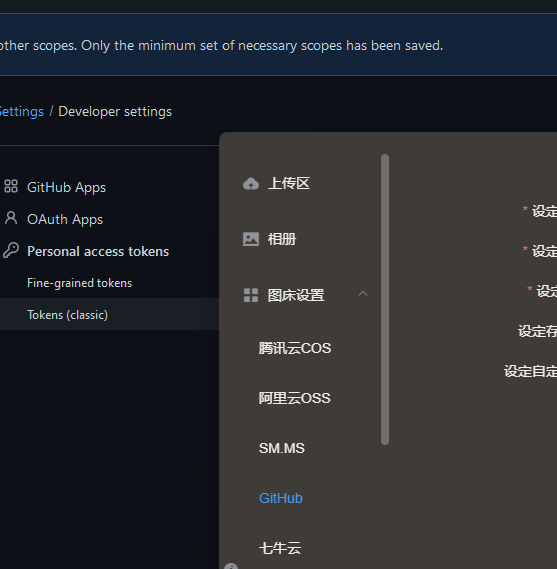 other scopes. Only the minimum set of necessary scopes has been saved.
Settings / Developer settings
GitHub Apps
OAuth Apps
Personal access tokens
Fine-grained tokens
Tokens (classic)
上传区
相册
图床设置
腾讯云COS
阿里云OSS
SM.MS
GitHub
七牛云
* 设定
* 设定
* 设定
设定存
设定自定